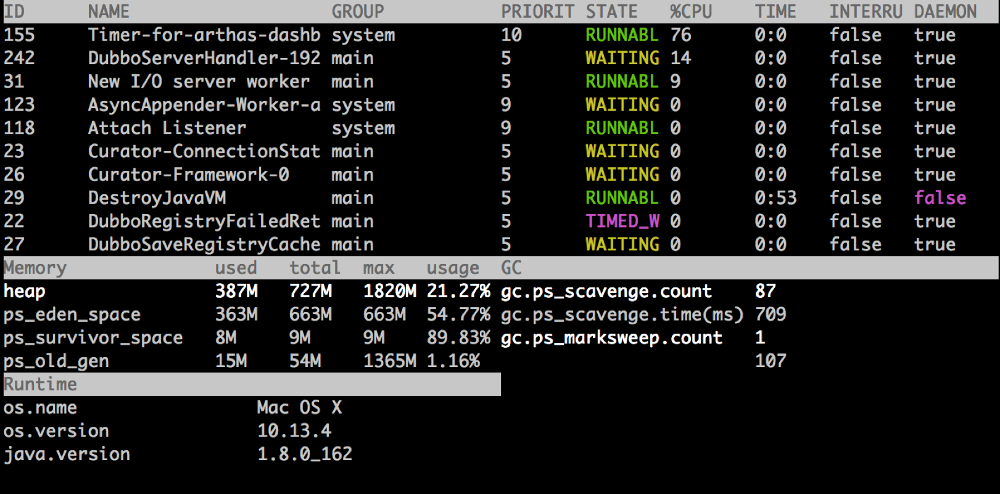 ID NAME GROUP PRIORIT STATE %CPU TIME INTERRU DAEMON
155 Timer-for-arthas-dashb system 10 RUNNABL 76 0:0 false true
242 DubboServerHandler-192 main 5 WAITING 14 0:0 false true
31 New I/O server worker main 5 RUNNABL 9 0:0 false true
123 AsyncAppender-Worker-a system 9 WAITING 0 0:0 false true
118 Attach Listener system 9 RUNNABL 0 0:0 false true
23 Curator-ConnectionStat main 5 WAITING 0 0:0 false true
26 Curator-Framework-0 main 5 WAITING 0 0:0 false true
29 DestroyJavaVM main 5 RUNNABL 0 0:53 false false
22 DubboRegistryFailedRet main 5 TIMED_W 0 0:0 false true
27 DubboSaveRegistryCache main 5 WAITING 0 0:0 false true
Memory used total max usage GC
heap 387M 727M 1820M 21.27% gc.ps_scavenge.count 87
ps_eden_space 363M 663M 663M 54.77% gc.ps_scavenge.time(ms) 709
ps_survivor_space 8M 9M 9M 89.83% gc.ps_marksweep.count 1
ps_old_gen 15M 54M 1365M 1.16% 107
Runtime
os.name Mac OS X
os.version 10.13.4
java.version 1.8.0_162